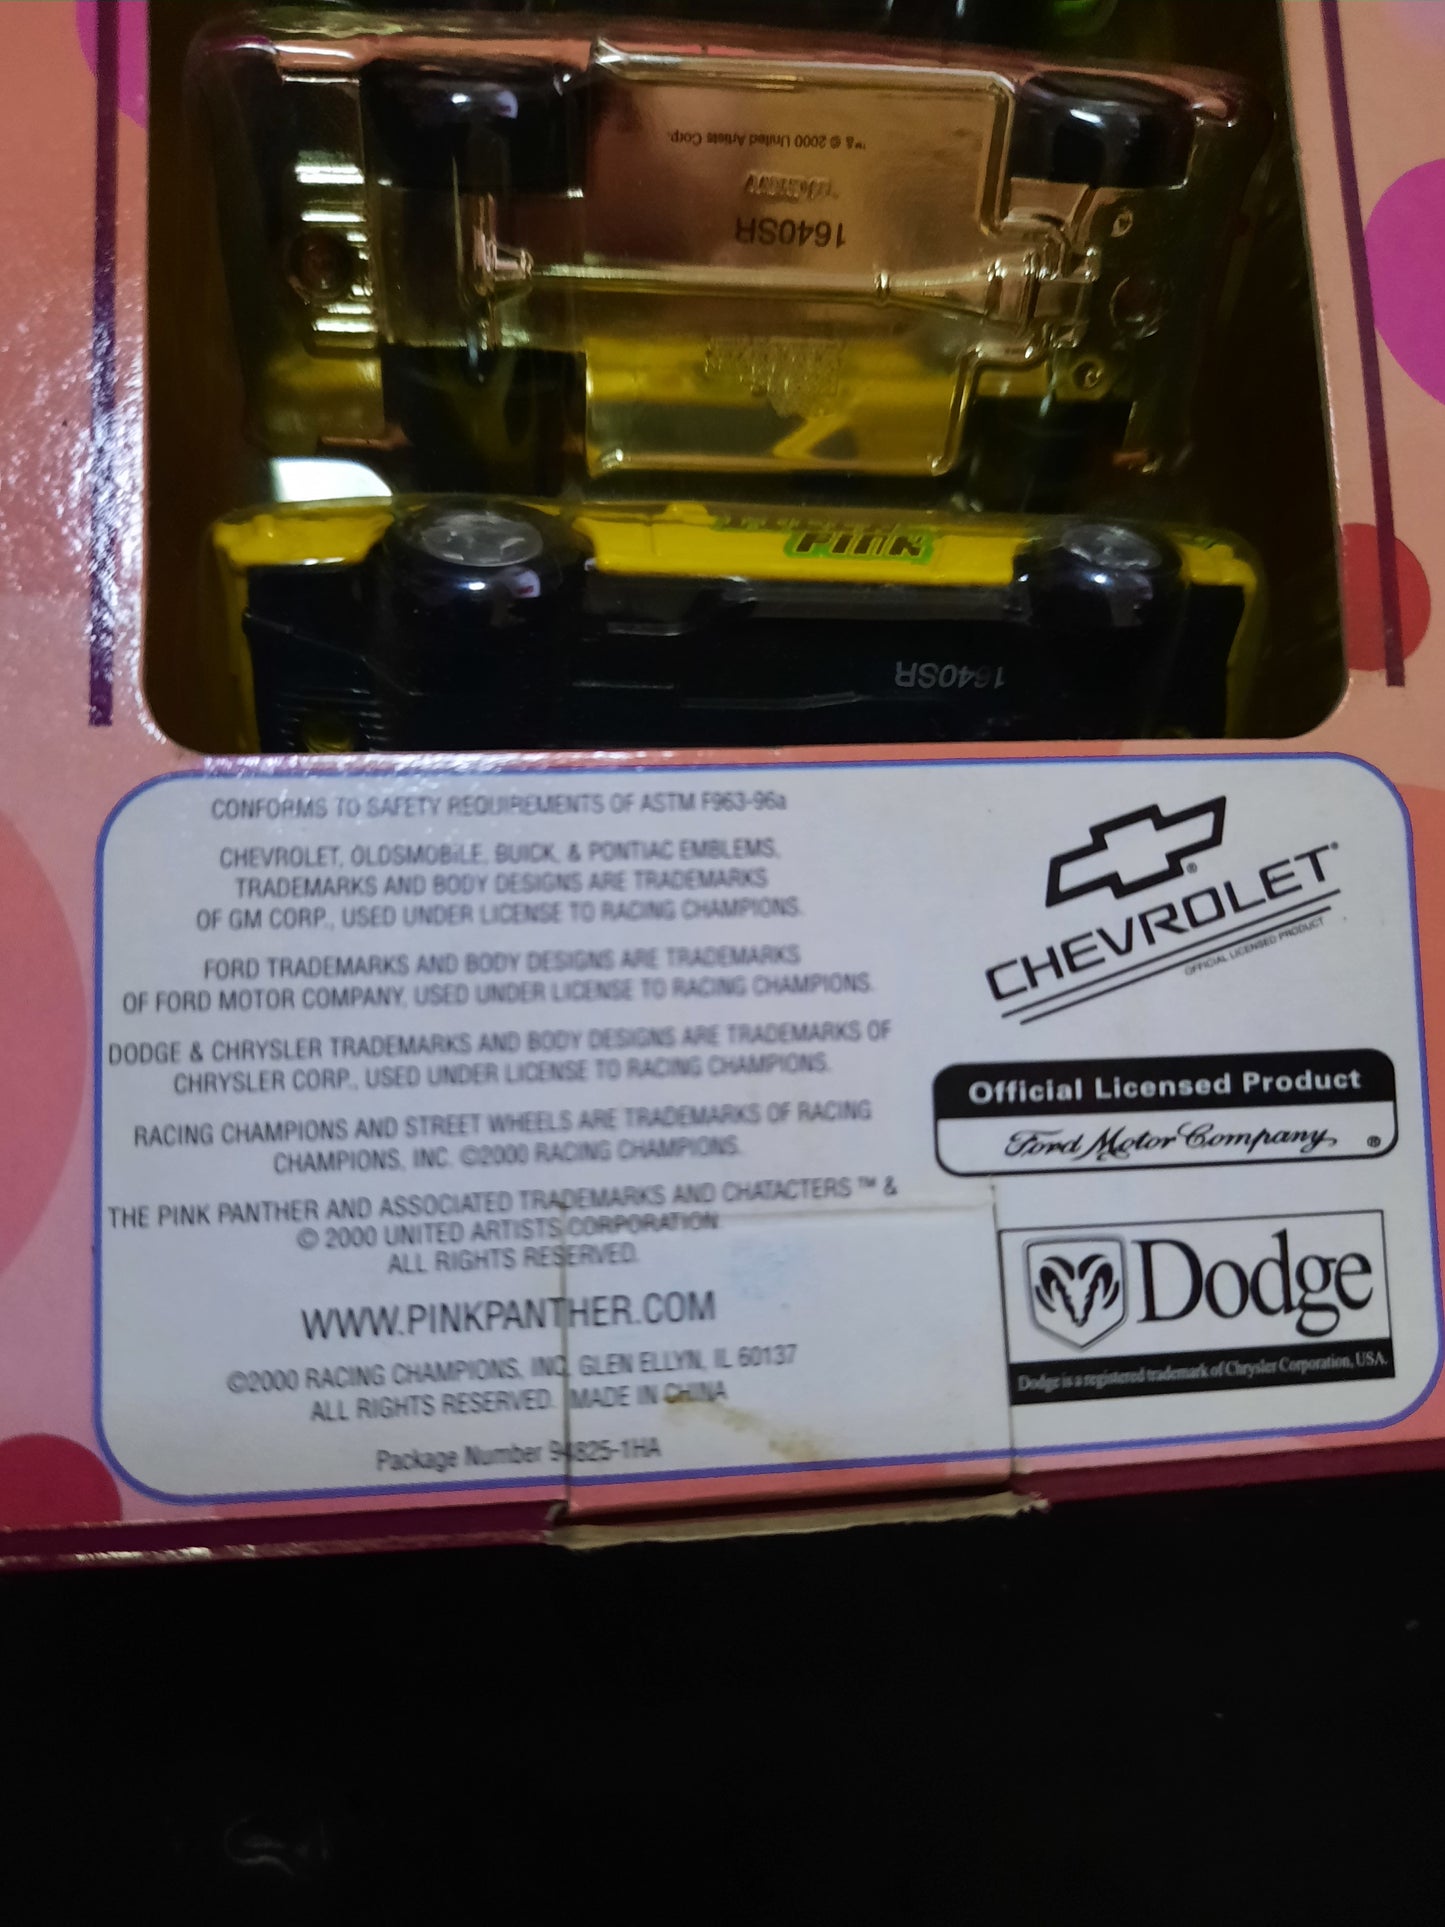 ™ & © 2000 United Artists Corp.
1640SR
PINK
1640SR
CONFORMS TO SAFETY REQUIREMENTS OF ASTM F963-96a
CHEVROLET, OLDSMOBILE, BUICK, & PONTIAC EMBLEMS,
TRADEMARKS AND BODY DESIGNS ARE TRADEMARKS
OF GM CORP., USED UNDER LICENSE TO RACING CHAMPIONS.
FORD TRADEMARKS AND BODY DESIGNS ARE TRADEMARKS
OF FORD MOTOR COMPANY, USED UNDER LICENSE TO RACING CHAMPIONS.
DODGE & CHRYSLER TRADEMARKS AND BODY DESIGNS ARE TRADEMARKS OF
CHRYSLER CORP., USED UNDER LICENSE TO RACING CHAMPIONS.
RACING CHAMPIONS AND STREET WHEELS ARE TRADEMARKS OF RACING
CHAMPIONS, INC. ©2000 RACING CHAMPIONS.
THE PINK PANTHER AND ASSOCIATED TRADEMARKS AND CHATACTERS ™ &
© 2000 UNITED ARTISTS CORPORATION
ALL RIGHTS RESERVED.
WWW.PINKPANTHER.COM
©2000 RACING CHAMPIONS, INC, GLEN ELLYN, IL 60137
ALL RIGHTS RESERVED. MADE IN CHINA
Package Number 94825-1HA
®
CHEVROLET®
OFFICIAL LICENSED PRODUCT
Official Licensed Product
Ford Motor Company ®
Dodge
Dodge is a registered trademark of Chrysler Corporation, USA.